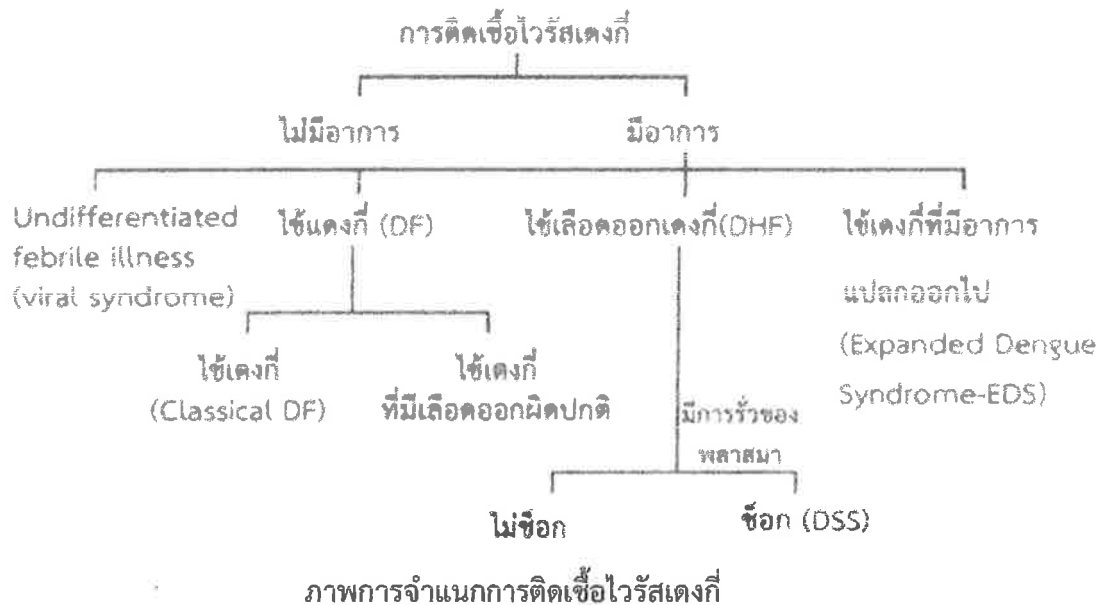 การติดเชื้อไวรัสเดงกี่
ไม่มีอาการ
มีอาการ
Undifferentiated
febrile illness
(viral syndrome)
ไข้แดงกี่ (DF)
ไข้เลือดออกเดงกี่(DHF)
ไข้เดงกี่ที่มีอาการ
แปลกออกไป
(Expanded Dengue
Syndrome-EDS)
ไข้เดงกี่
(Classical DF)
ไข้เดงกี่
ที่มีเลือดออกผิดปกติ
มีการรั่วของ
พลาสมา
ไม่ช็อก
ช็อก (DSS)
ภาพการจำแนกการติดเชื้อไวรัสเดงกี่